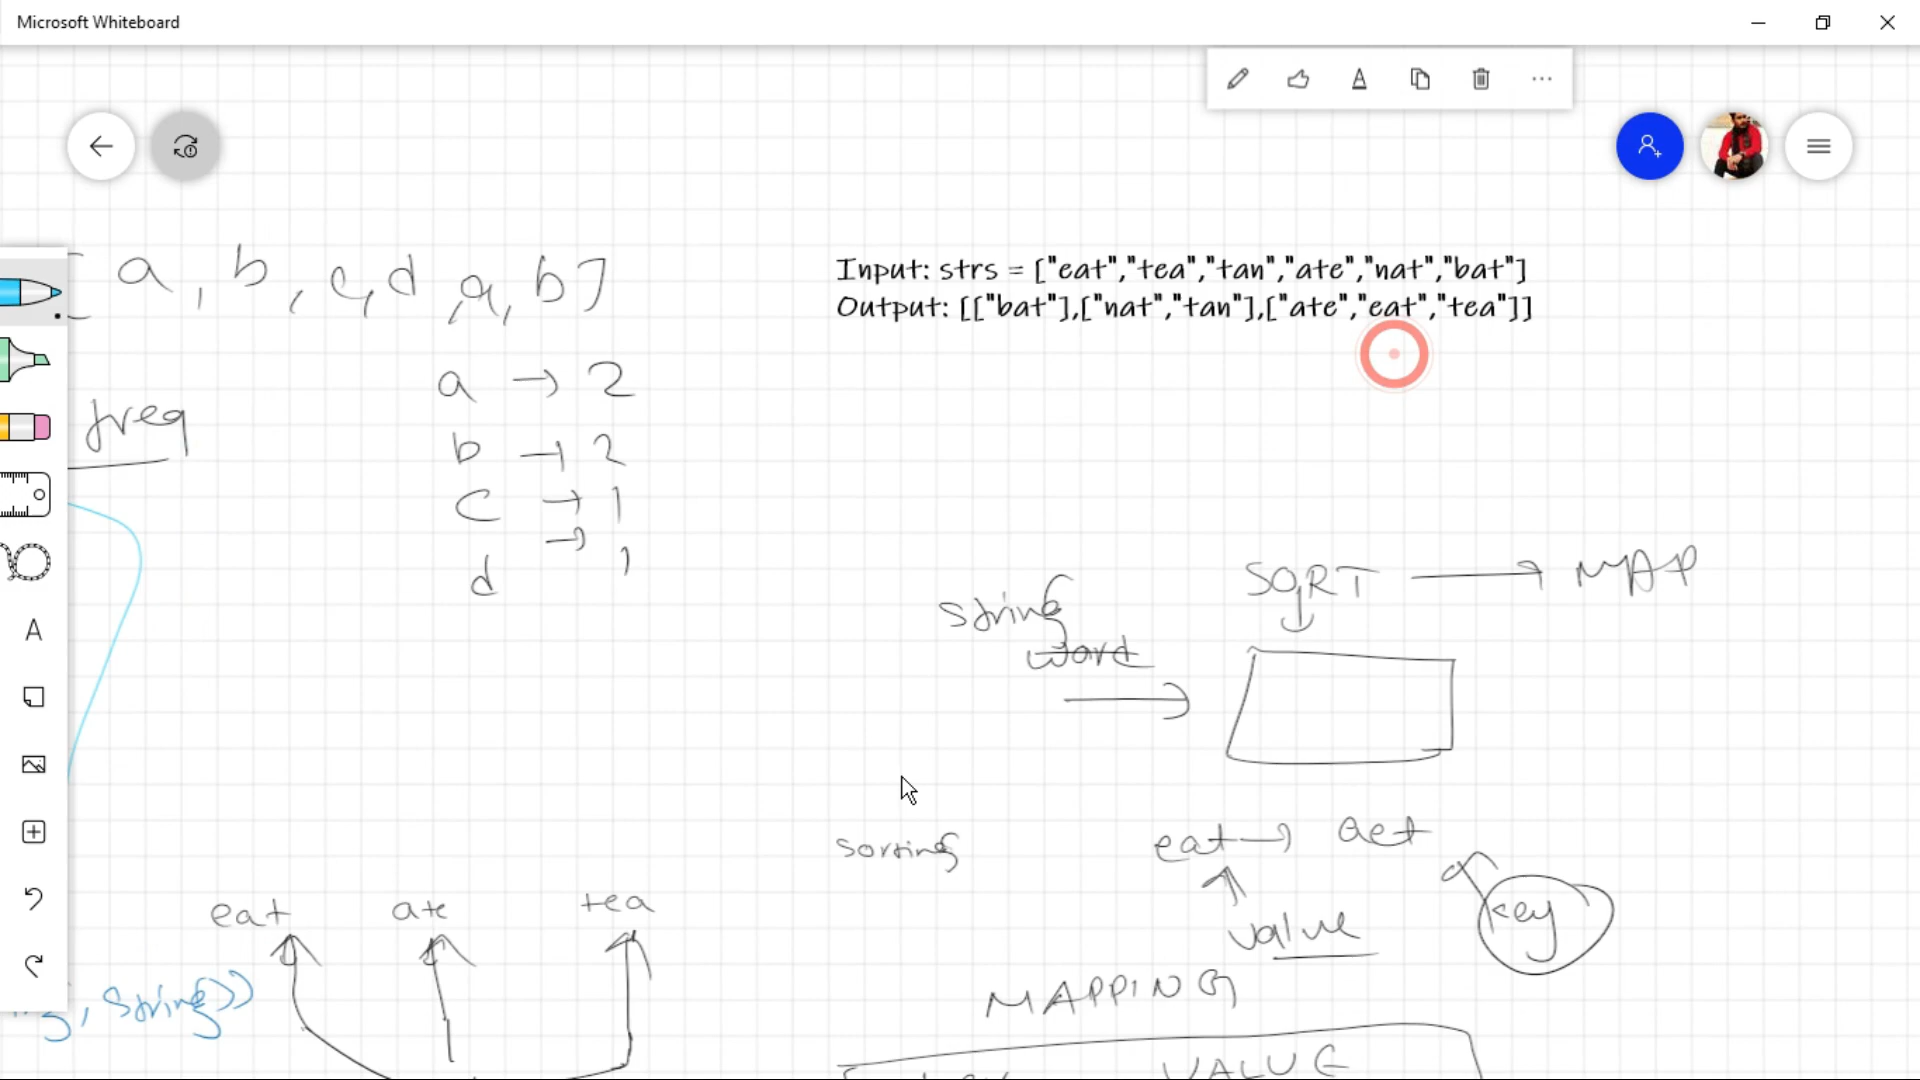 Microsoft Whiteboard
[ a, b, c, d, a, b]
freq
a → 2
b → 2
c → 1
d → 1
Input: strs = ["eat","tea","tan","ate","nat","bat"]
Output: [["bat"],["nat","tan"],["ate","eat","tea"]]
SORT → MAP
string
word
A
sorting
eat → aet
value
key
eat ate tea
, string>>
MAPPING
VALUE